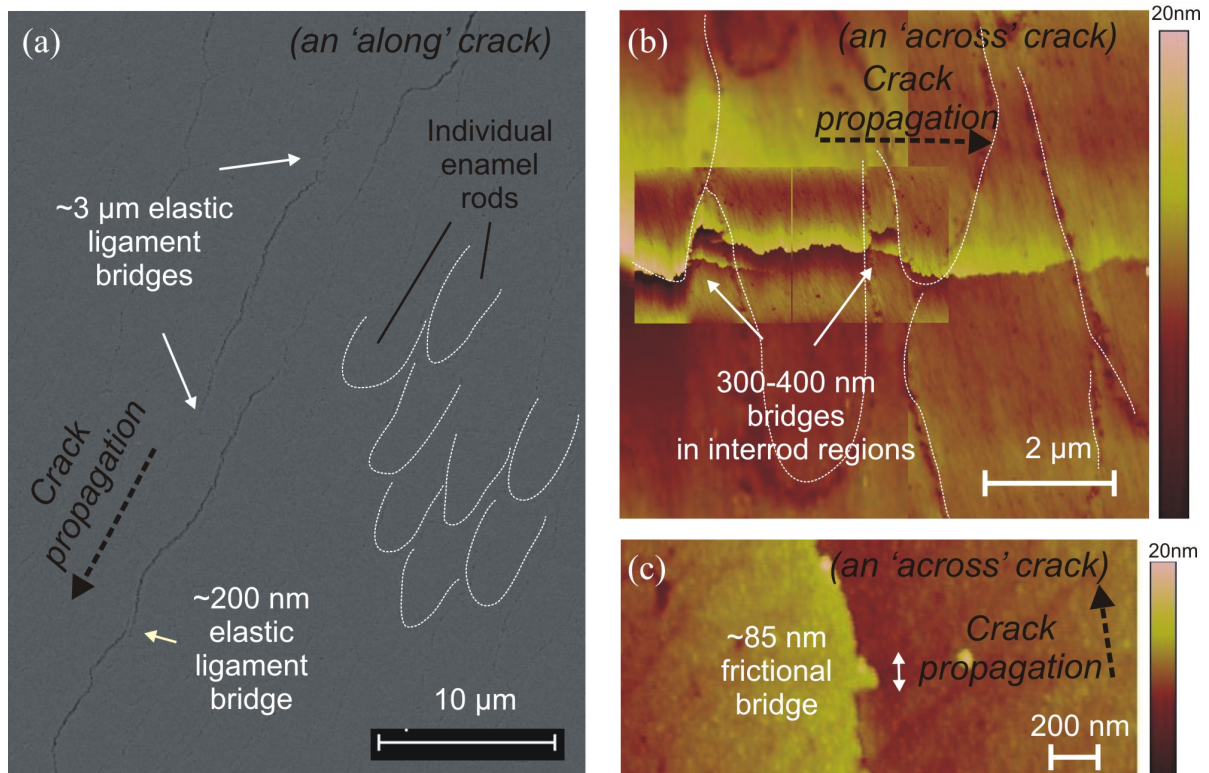 (a)
(an 'along' crack)
Individual
enamel
rods
~3 µm elastic
ligament
bridges
Crack
propagation
~200 nm
elastic
ligament
bridge
10 µm
(b)
(an 'across' crack)
Crack
propagation
300-400 nm
bridges
in interrod regions
2 µm
20nm
(c)
(an 'across' crack)
~85 nm
frictional
bridge
Crack
propagation
200 nm
20nm